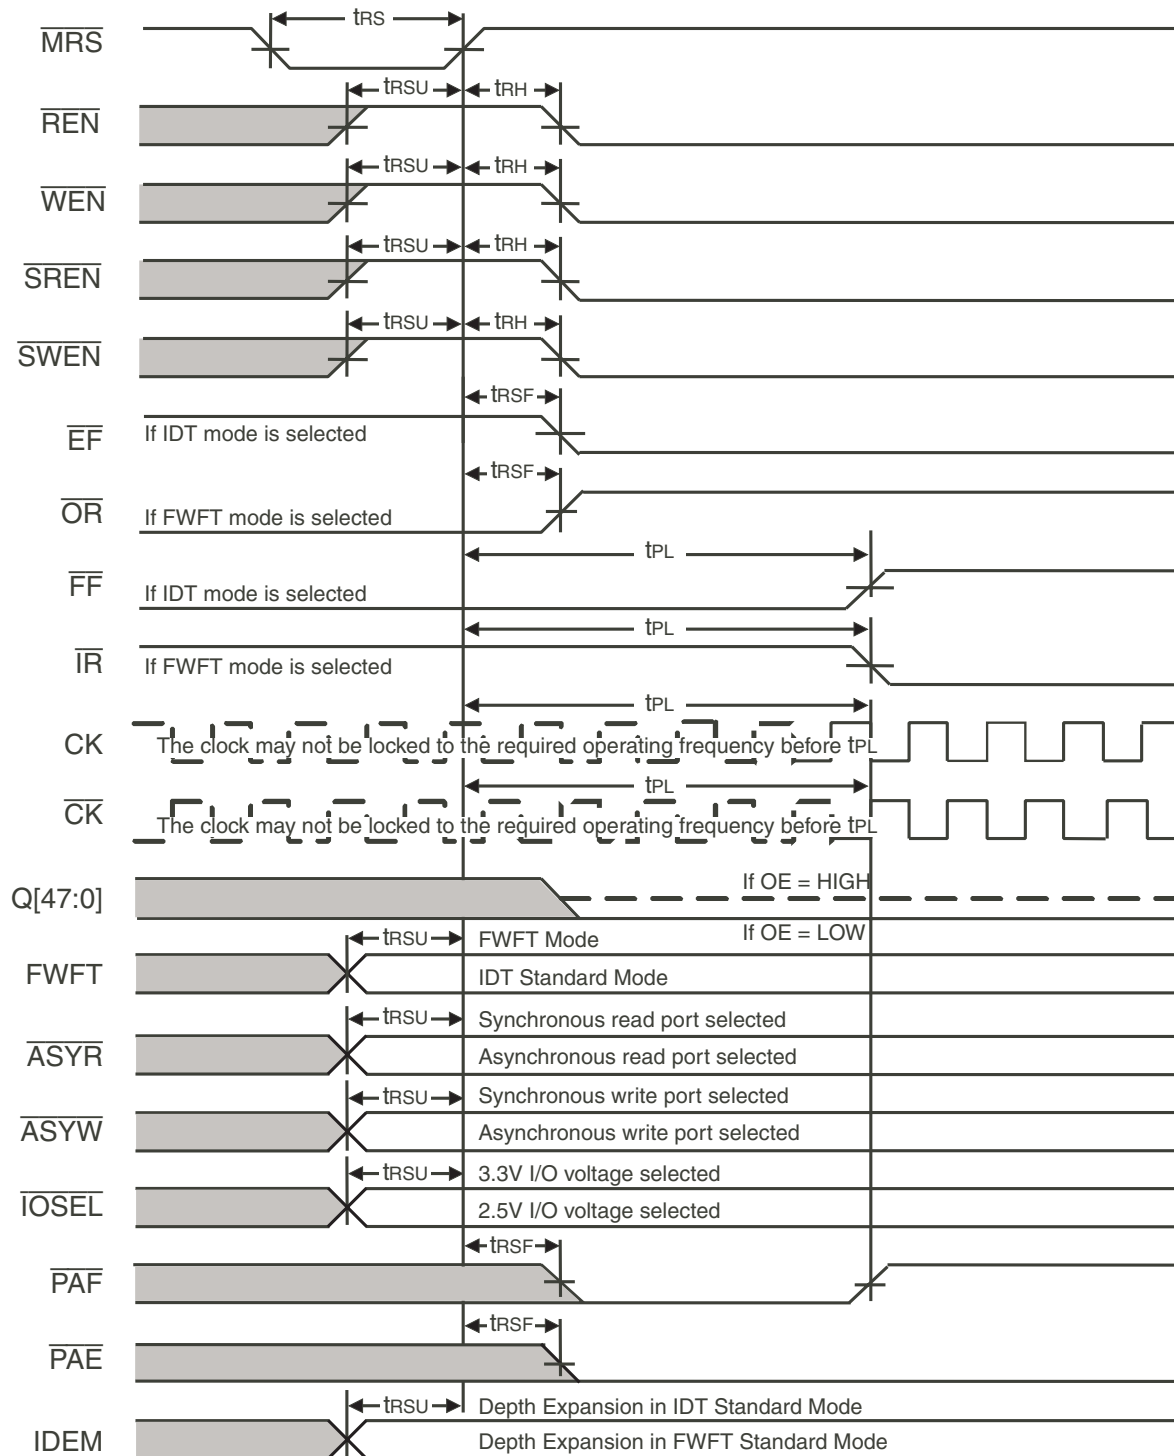 tRS
MRS
tRSU tRH
REN
tRSU tRH
WEN
tRSU tRH
SREN
tRSU tRH
SWEN
tRSF
EF If IDT mode is selected
tRSF
OR If FWFT mode is selected
tPL
FF If IDT mode is selected
tPL
IR If FWFT mode is selected
tPL
CK The clock may not be locked to the required operating frequency before tPL
tPL
CK The clock may not be locked to the required operating frequency before tPL
If OE = HIGH
Q[47:0]
If OE = LOW
tRSU FWFT Mode
FWFT IDT Standard Mode
tRSU Synchronous read port selected
ASYR Asynchronous read port selected
tRSU Synchronous write port selected
ASYW Asynchronous write port selected
tRSU 3.3V I/O voltage selected
IOSEL 2.5V I/O voltage selected
tRSF
PAF
tRSF
PAE
tRSU Depth Expansion in IDT Standard Mode
IDEM Depth Expansion in FWFT Standard Mode